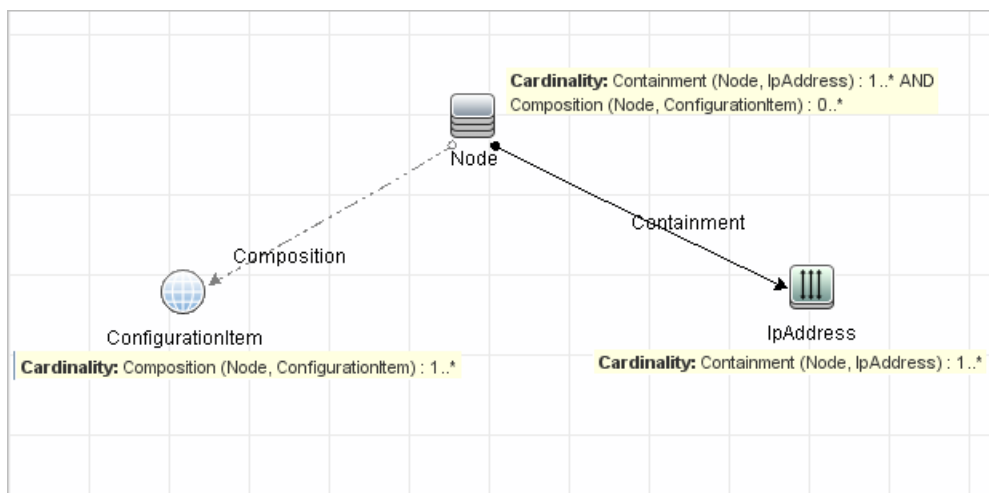 Cardinality: Containment (Node, IpAddress) : 1..* AND
Composition (Node, ConfigurationItem) : 0..*
Node
Containment
Composition
ConfigurationItem
IpAddress
Cardinality: Composition (Node, ConfigurationItem) : 1..*
Cardinality: Containment (Node, IpAddress) : 1..*